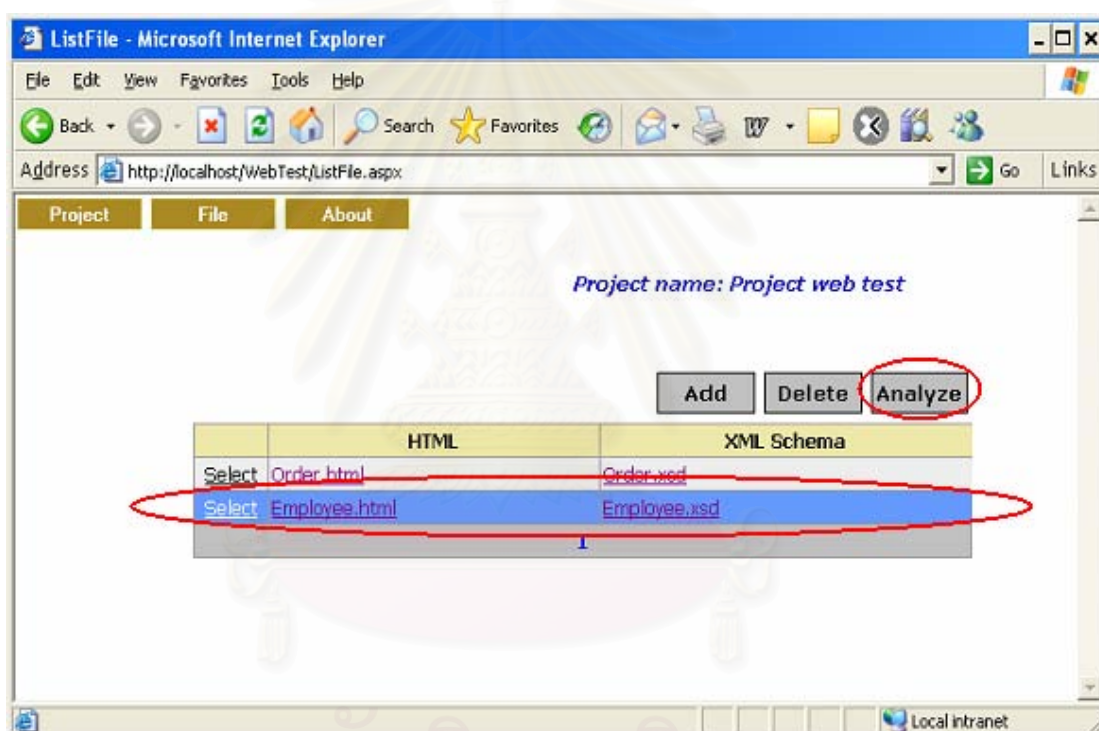 ListFile - Microsoft Internet Explorer
File Edit View Favorites Tools Help
Back Search Favorites
Address http://localhost/WebTest/ListFile.aspx Go Links
Project File About
Project name: Project web test
Add Delete Analyze
HTML XML Schema
Select Order.html Order.xsd
Select Employee.html Employee.xsd
1
Local intranet